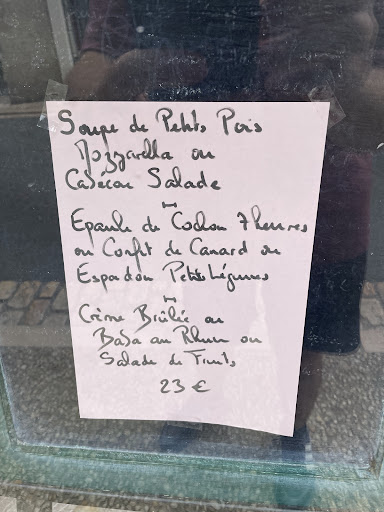 Soupe de Petits Pois
Mozzarella ou
Cabécou Salade
Epaule de Cochon 7 heures
ou Confit de Canard ou
Espadon Petits Légumes
Crème Brûlée ou
Baba au Rhum ou
Salade de Fruits
23 €